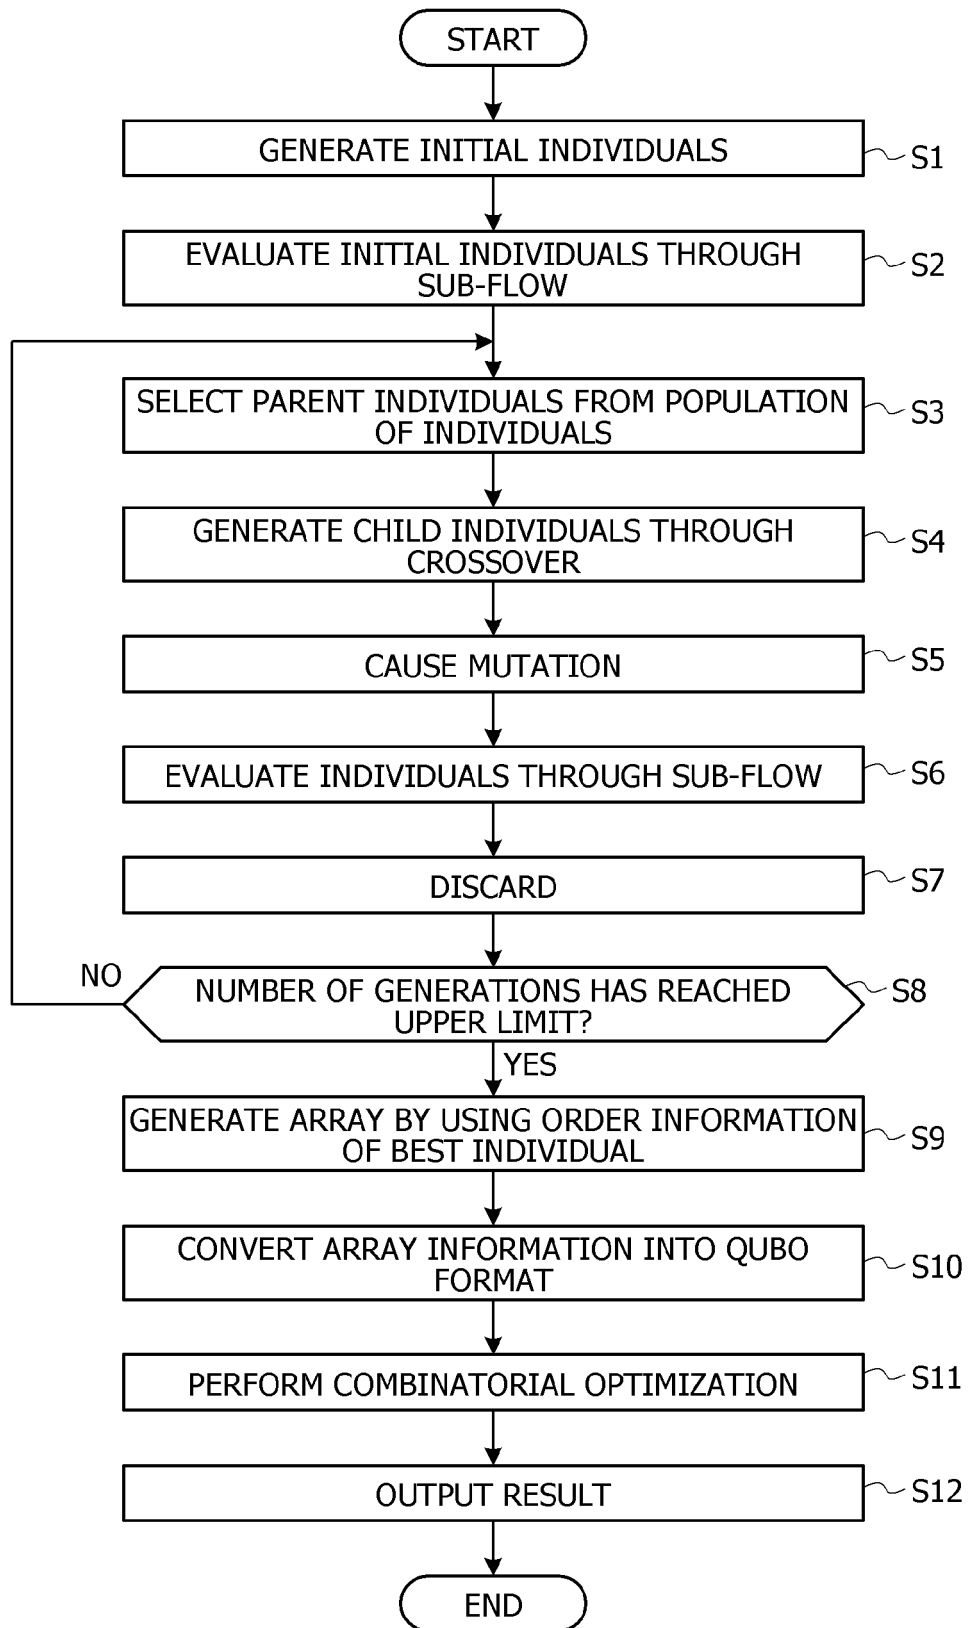 START
GENERATE INITIAL INDIVIDUALS
S1
EVALUATE INITIAL INDIVIDUALS THROUGH
SUB-FLOW
S2
SELECT PARENT INDIVIDUALS FROM POPULATION
OF INDIVIDUALS
S3
GENERATE CHILD INDIVIDUALS THROUGH
CROSSOVER
S4
CAUSE MUTATION
S5
EVALUATE INDIVIDUALS THROUGH SUB-FLOW
S6
DISCARD
S7
NO
NUMBER OF GENERATIONS HAS REACHED
UPPER LIMIT?
S8
YES
GENERATE ARRAY BY USING ORDER INFORMATION
OF BEST INDIVIDUAL
S9
CONVERT ARRAY INFORMATION INTO QUBO
FORMAT
S10
PERFORM COMBINATORIAL OPTIMIZATION
S11
OUTPUT RESULT
S12
END